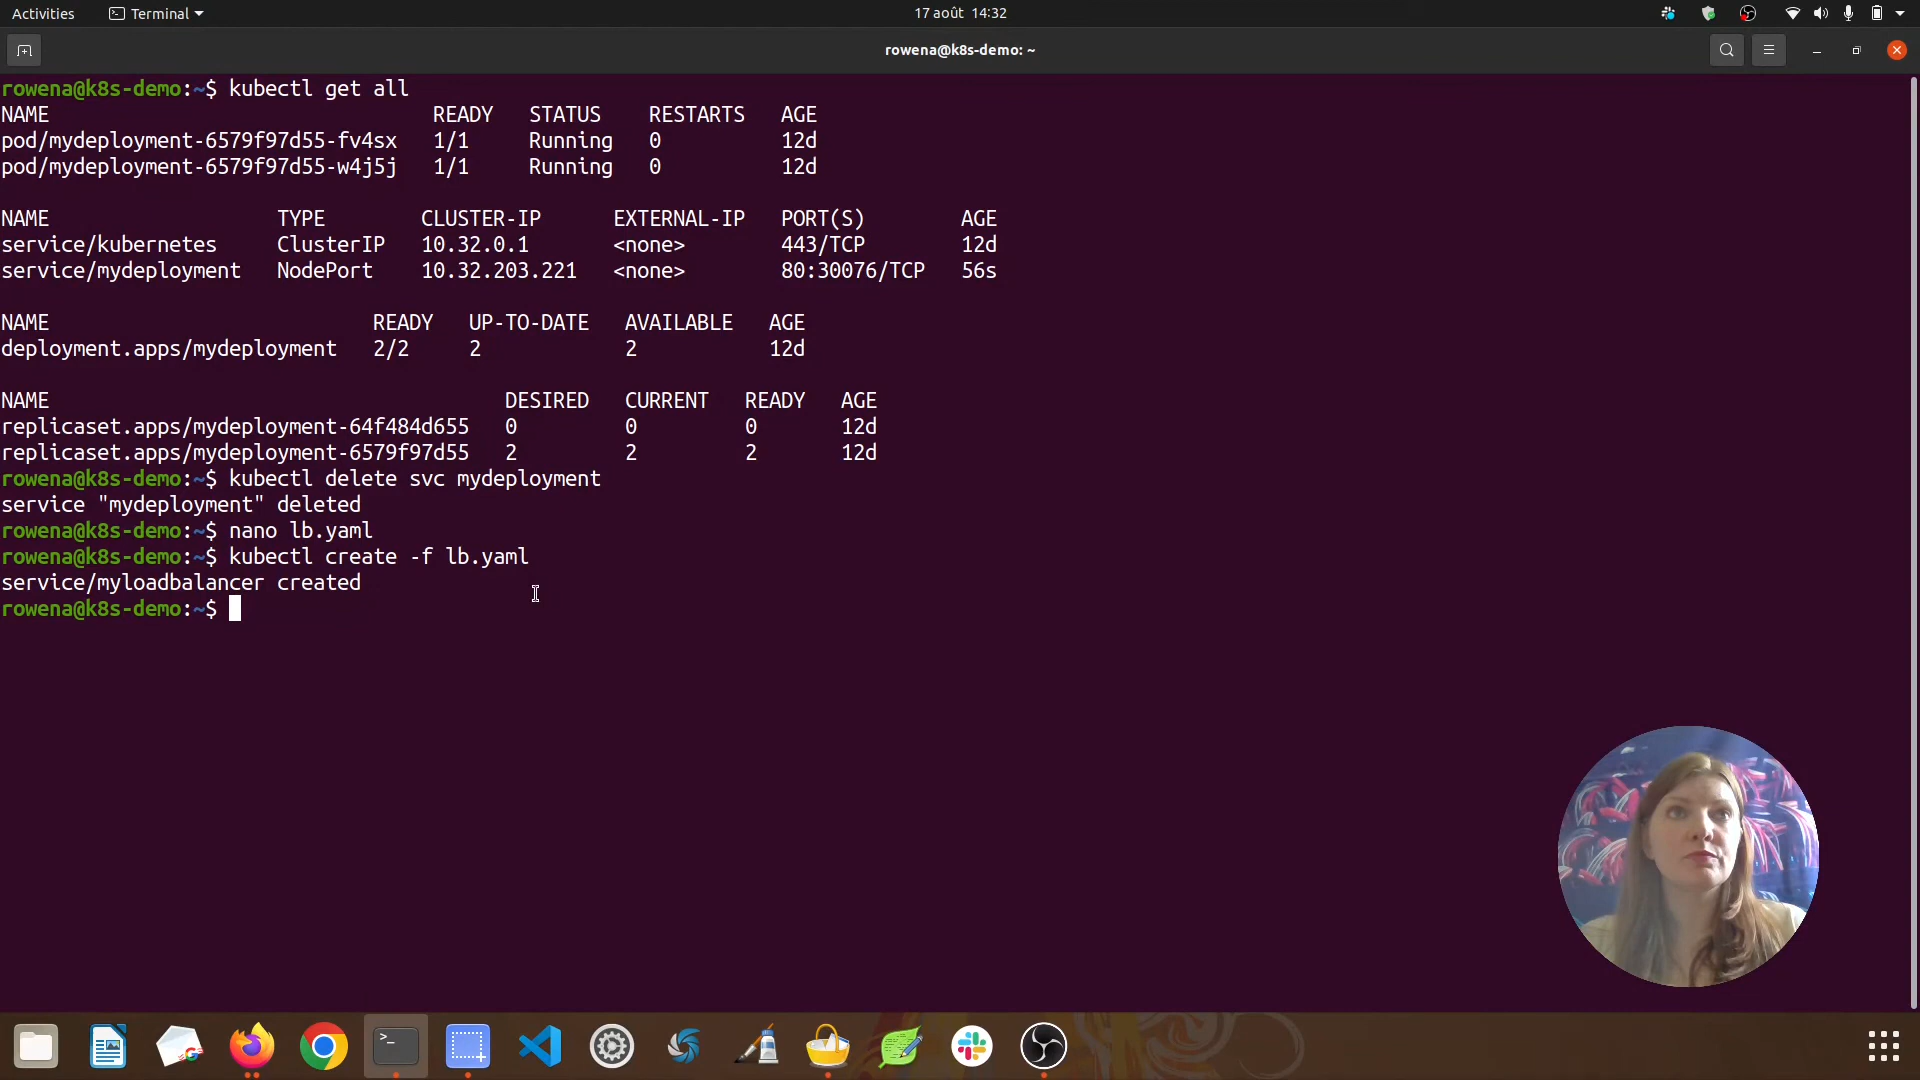 Activities
Terminal
17 août 14:32
rowena@k8s-demo: ~
rowena@k8s-demo:~$ kubectl get all
NAME READY STATUS RESTARTS AGE
pod/mydeployment-6579f97d55-fv4sx 1/1 Running 0 12d
pod/mydeployment-6579f97d55-w4j5j 1/1 Running 0 12d
NAME TYPE CLUSTER-IP EXTERNAL-IP PORT(S) AGE
service/kubernetes ClusterIP 10.32.0.1 <none> 443/TCP 12d
service/mydeployment NodePort 10.32.203.221 <none> 80:30076/TCP 56s
NAME READY UP-TO-DATE AVAILABLE AGE
deployment.apps/mydeployment 2/2 2 2 12d
NAME DESIRED CURRENT READY AGE
replicaset.apps/mydeployment-64f484d655 0 0 0 12d
replicaset.apps/mydeployment-6579f97d55 2 2 2 12d
rowena@k8s-demo:~$ kubectl delete svc mydeployment
service "mydeployment" deleted
rowena@k8s-demo:~$ nano lb.yaml
rowena@k8s-demo:~$ kubectl create -f lb.yaml
service/myloadbalancer created
rowena@k8s-demo:~$